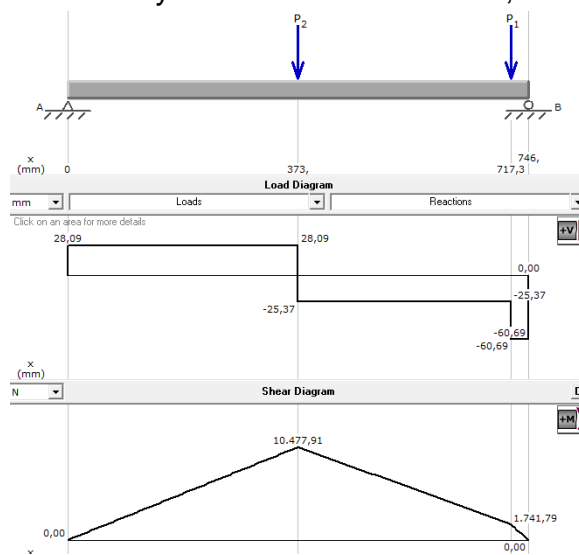 P2 P1
A B
x
(mm) 0 373, 717,3 746,
Load Diagram
mm Loads Reactions
Click on an area for more details
28,09 28,09 +V
0,00
-25,37 -25,37
-60,69
-60,69
x
(mm)
N Shear Diagram
10.477,91 +M
1.741,79
0,00 0,00
x